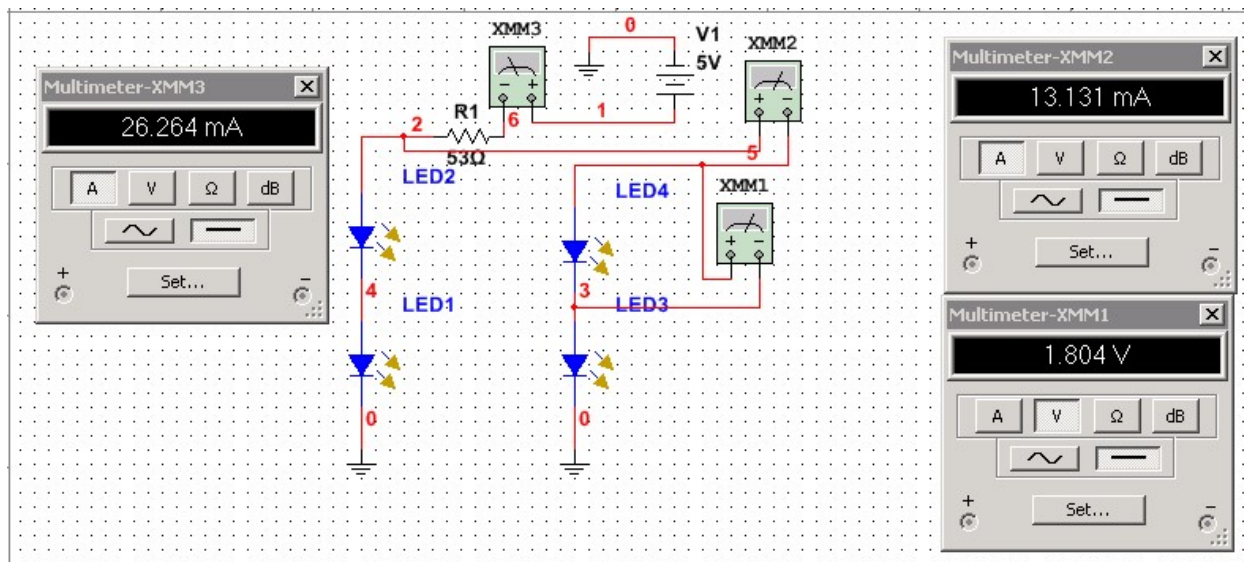 XMM3
0
V1
5V
XMM2
Multimeter-XMM3
26.264 mA
A V Ω dB
+ Set... -
- +
+ -
R1
2
6
1
53Ω
5
LED2
LED4
XMM1
+ -
4
LED1
3
LED3
0
0
Multimeter-XMM2
13.131 mA
A V Ω dB
+ Set... -
Multimeter-XMM1
1.804 V
A V Ω dB
+ Set... -